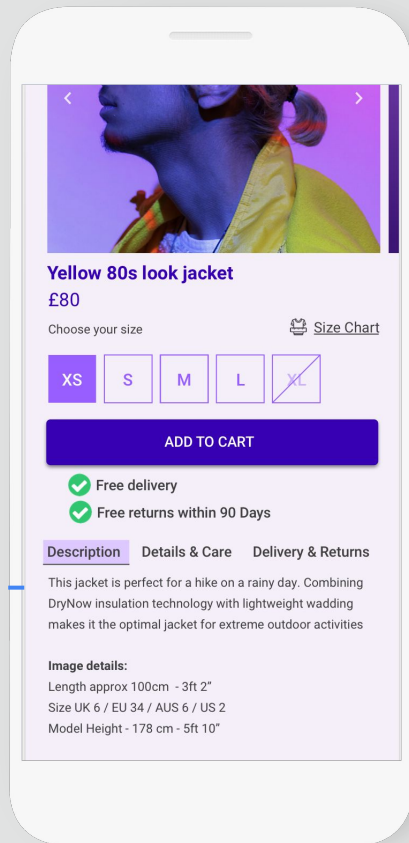 Yellow 80s look jacket
£80
Choose your size
Size Chart
XS S M L XL
ADD TO CART
Free delivery
Free returns within 90 Days
Description Details & Care Delivery & Returns
This jacket is perfect for a hike on a rainy day. Combining
DryNow insulation technology with lightweight wadding
makes it the optimal jacket for extreme outdoor activities
Image details:
Length approx 100cm - 3ft 2”
Size UK 6 / EU 34 / AUS 6 / US 2
Model Height - 178 cm - 5ft 10”